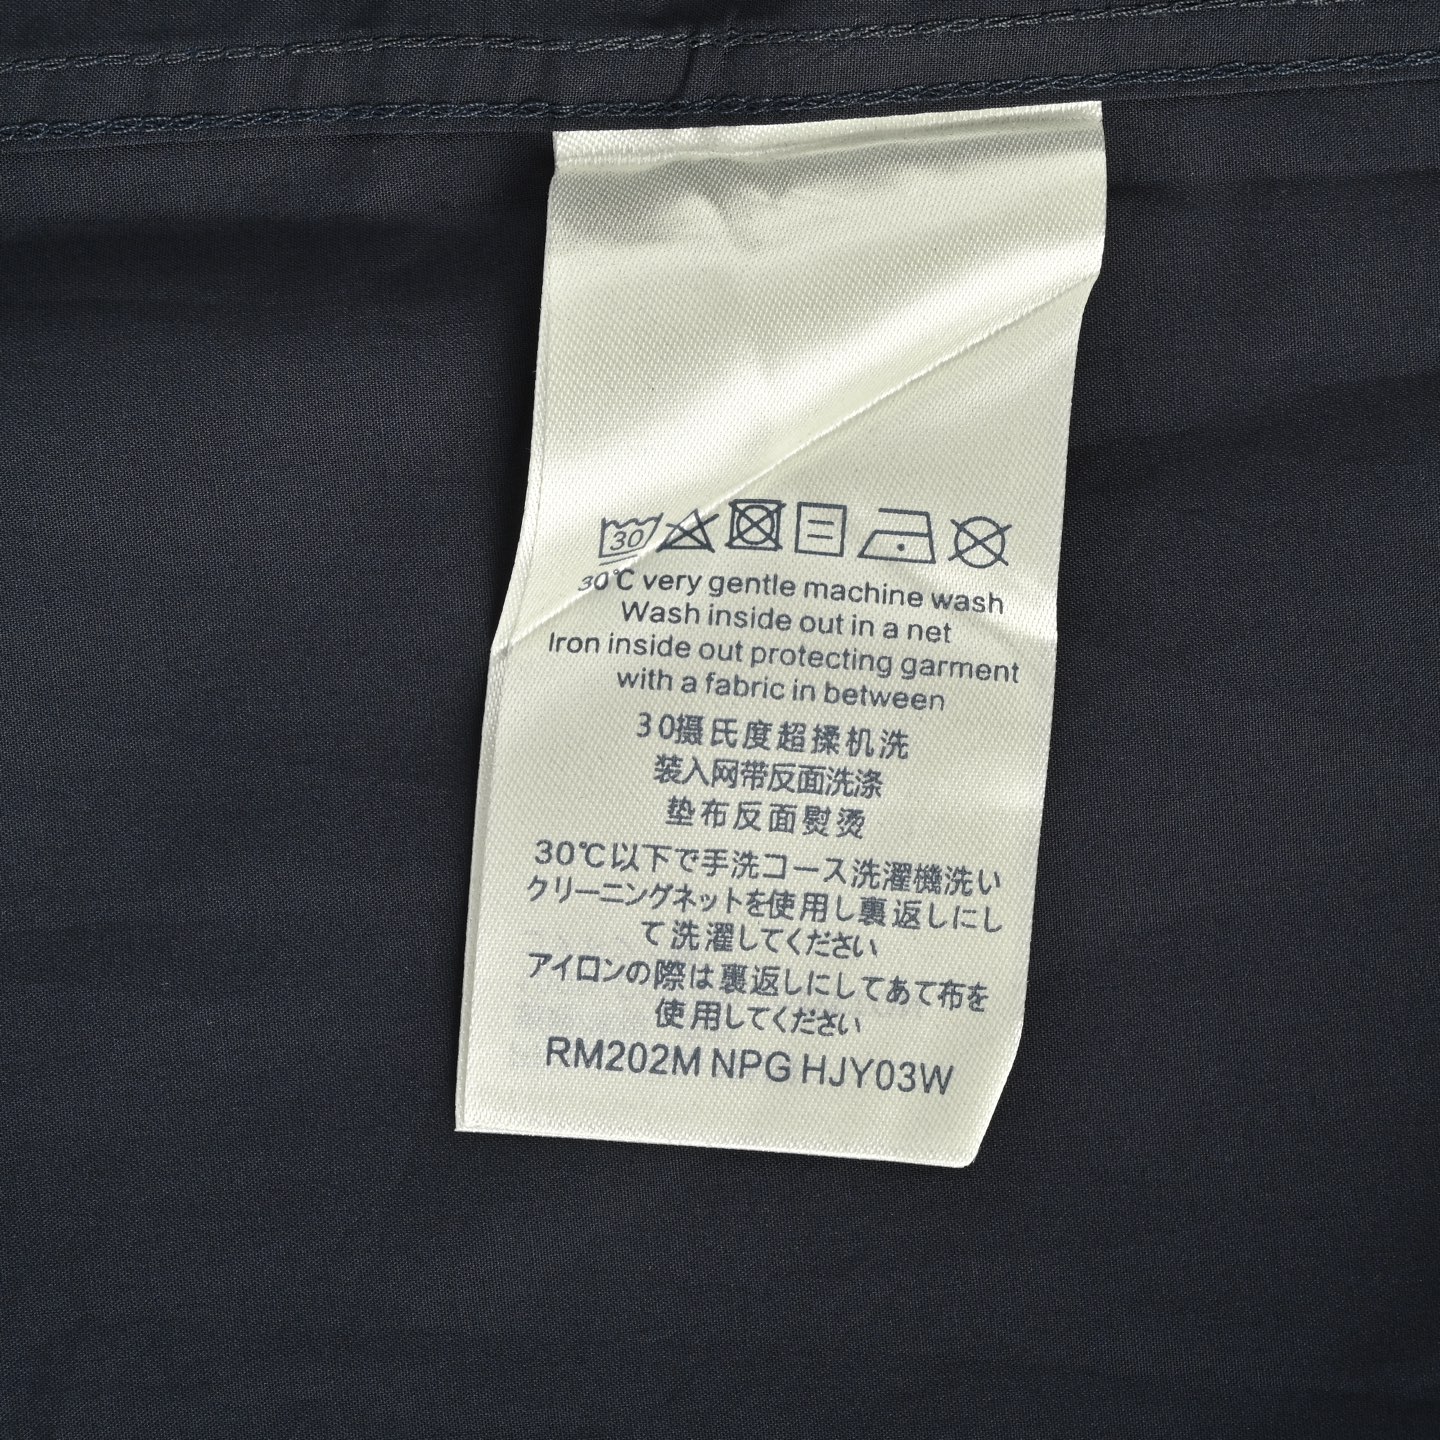 30
30℃ very gentle machine wash
Wash inside out in a net
Iron inside out protecting garment
with a fabric in between
30摄氏度超揉机洗
装入网带反面洗涤
垫布反面熨烫
30℃以下で手洗コース洗濯機洗い
クリーニングネットを使用し裏返しにし
て洗濯してください
アイロンの際は裏返しにしてあて布を
使用してください
RM202M NPG HJY03W